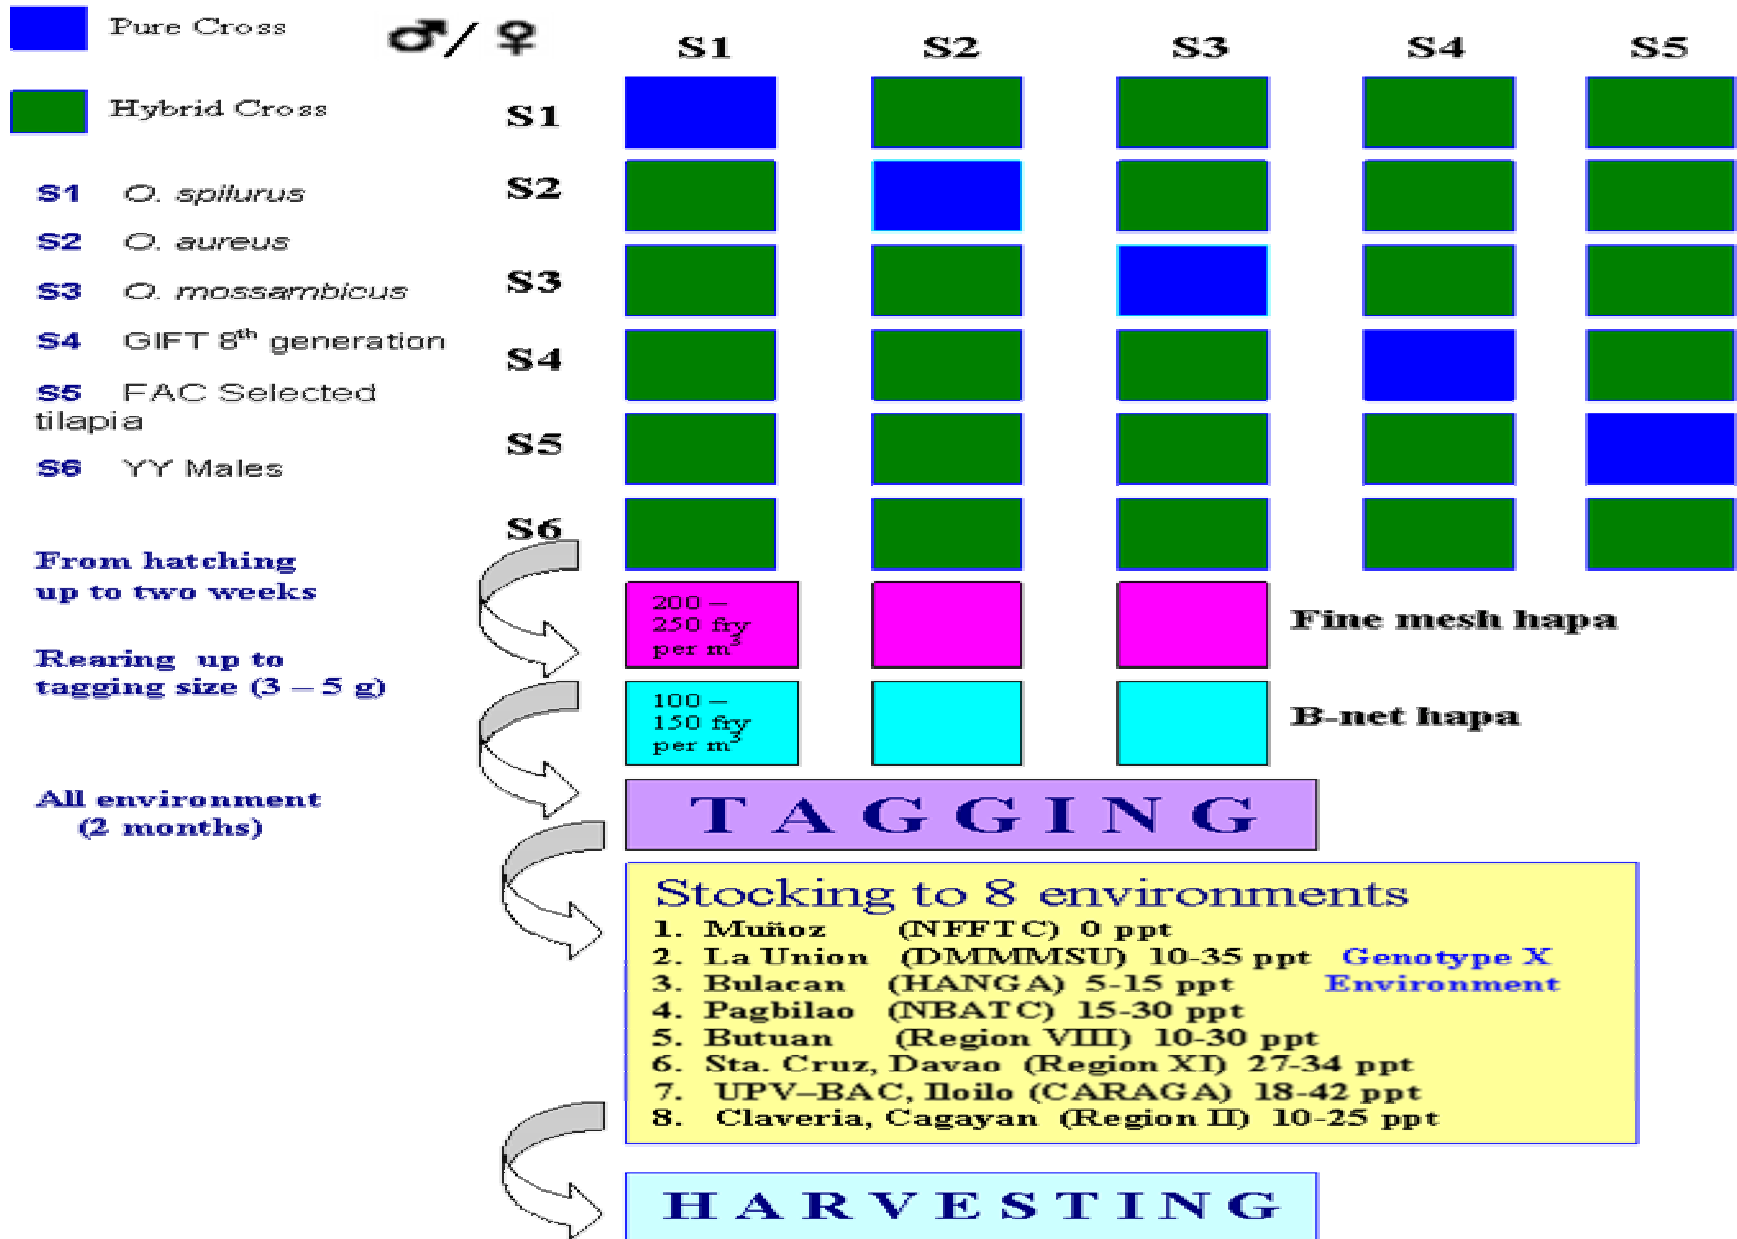 Pure Cross
♂/ ♀
S1 S2 S3 S4 S5
Hybrid Cross
S1
S2
S3
S4
S5
S6
S1 O. spilurus
S2 O. aureus
S3 O. mossambicus
S4 GIFT 8th generation
S5 FAC Selected
tilapia
S6 YY Males
From hatching
up to two weeks
200 –
250 fry
per m3
Fine mesh hapa
Rearing up to
tagging size (3 – 5 g)
100 –
150 fry
per m3
B-net hapa
All environment
(2 months)
T A G G I N G
Stocking to 8 environments
1. Muñoz (NFFTC) 0 ppt
2. La Union (DMMMSU) 10-35 ppt Genotype X
3. Bulacan (HANGA) 5-15 ppt Environment
4. Pagbilao (NBATC) 15-30 ppt
5. Butuan (Region VIII) 10-30 ppt
6. Sta. Cruz, Davao (Region XI) 27-34 ppt
7. UPV–BAC, Iloilo (CARAGA) 18-42 ppt
8. Claveria, Cagayan (Region II) 10-25 ppt
H A R V E S T I N G